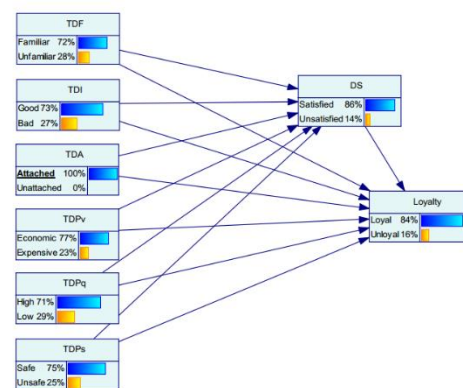 TDF
Familiar 72%
Unfamiliar 28%
TDI
Good 73%
Bad 27%
TDA
Attached 100%
Unattached 0%
TDPv
Economic 77%
Expensive 23%
TDPq
High 71%
Low 29%
TDPs
Safe 75%
Unsafe 25%
DS
Satisfied 86%
Unsatisfied 14%
Loyalty
Loyal 84%
Unloyal 16%